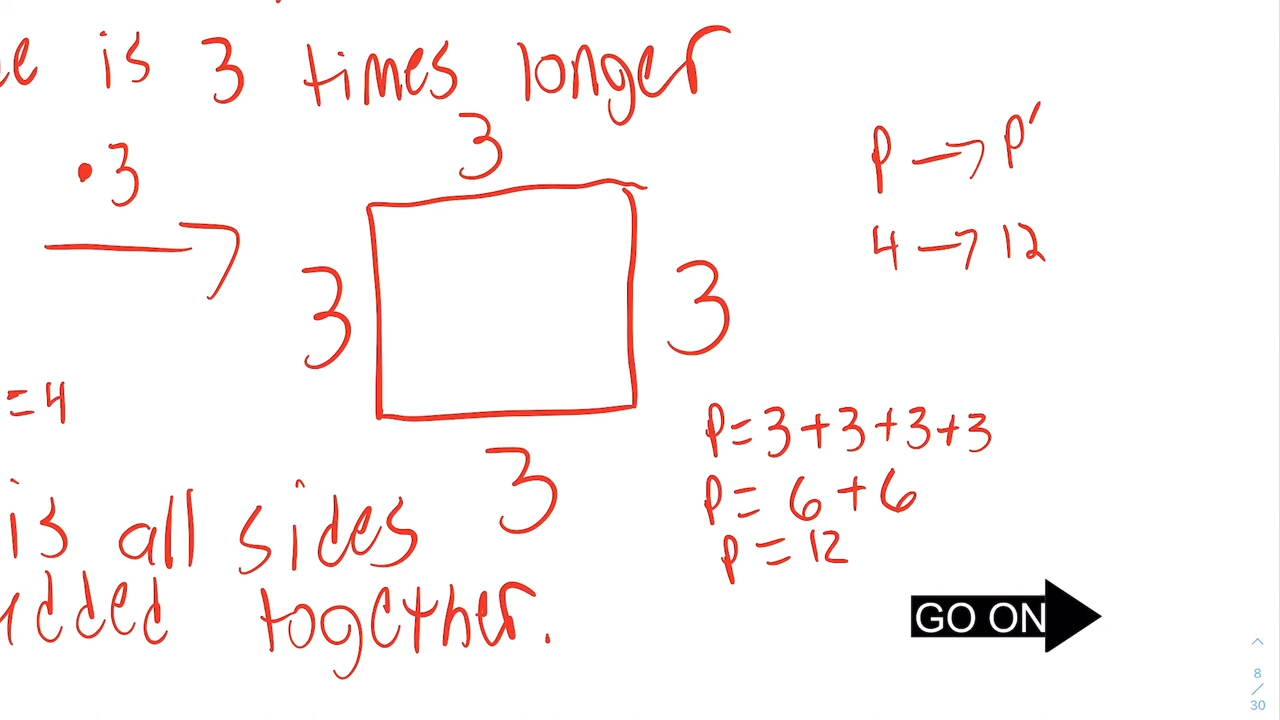 is 3 times longer
•3
3
3
3
3
P → P'
4 → 12
=4
P=3+3+3+3
P= 6+6
P=12
is all sides
together.
GO ON
8
/
30